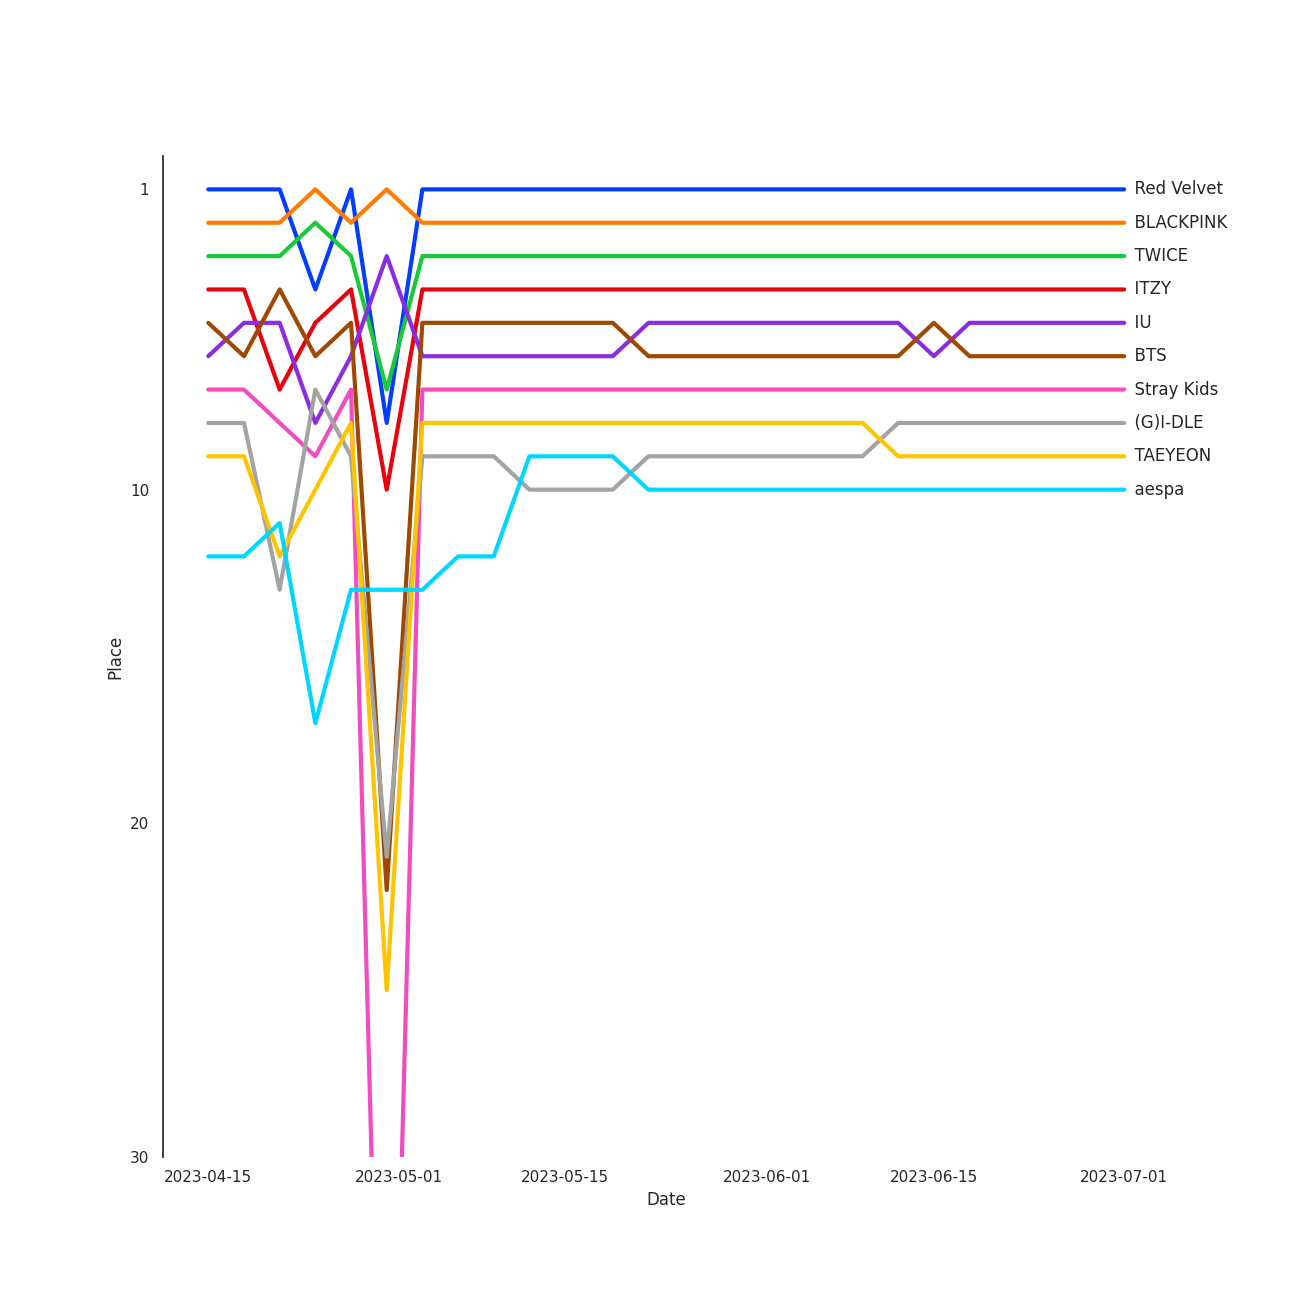 1
10
20
30
Place
2023-04-15
2023-05-01
2023-05-15
2023-06-01
2023-06-15
2023-07-01
Date
Red Velvet
BLACKPINK
TWICE
ITZY
IU
BTS
Stray Kids
(G)I-DLE
TAEYEON
aespa